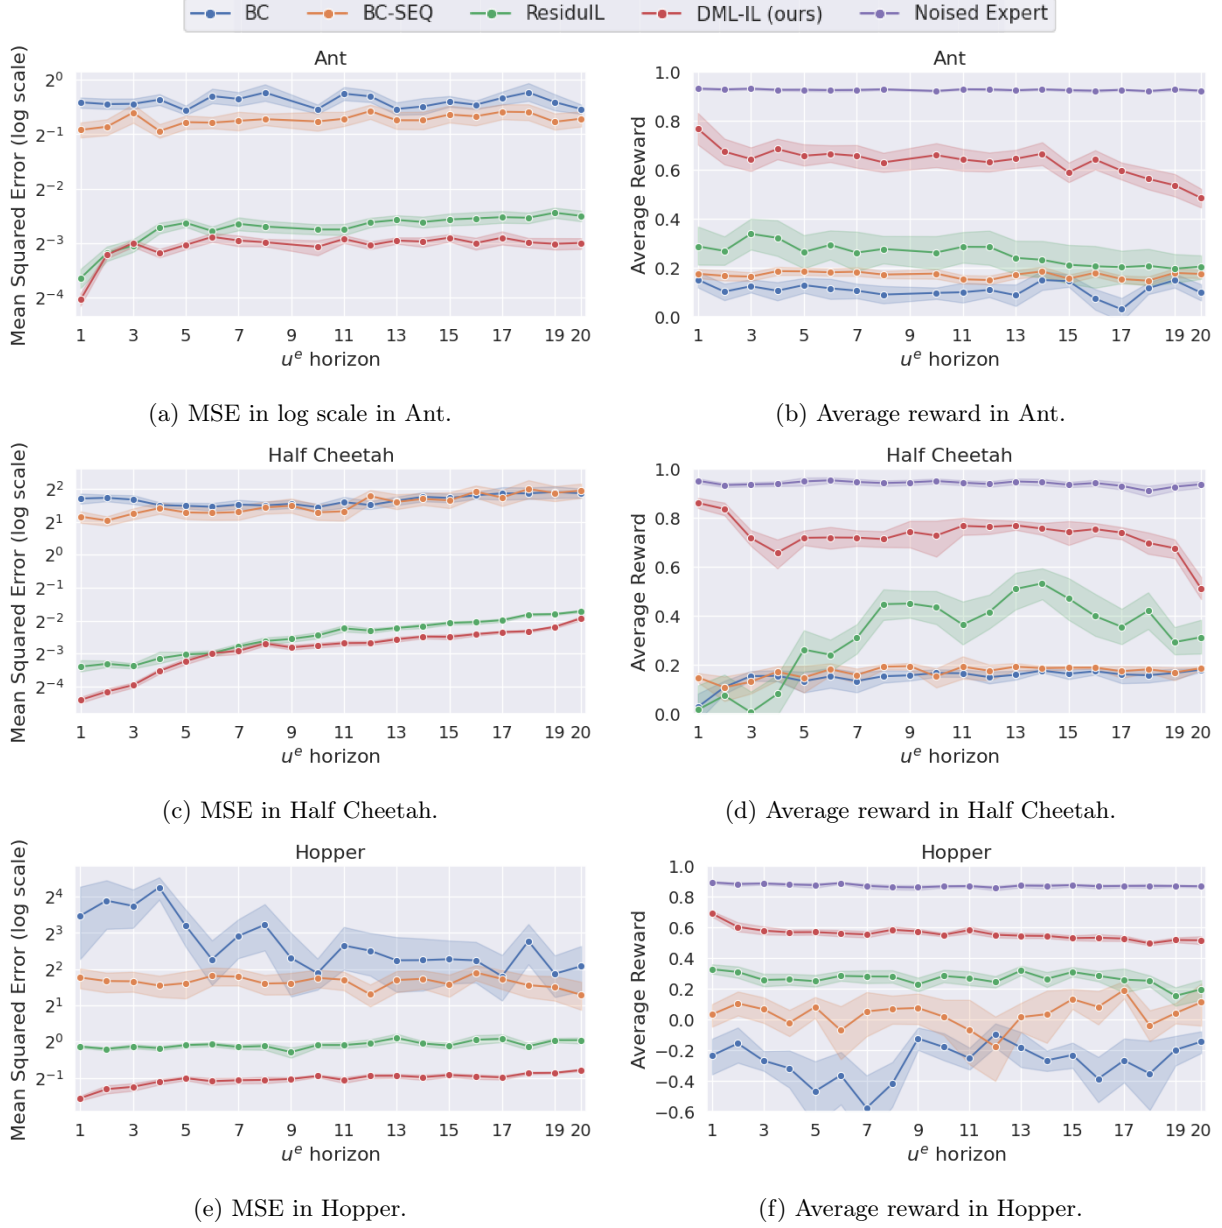 BC BC-SEQ ResiduIL DML-IL (ours) Noised Expert
Ant
Mean Squared Error (log scale)
2^0
2^-1
2^-2
2^-3
2^-4
1 3 5 7 9 11 13 15 17 19 20
u^e horizon
(a) MSE in log scale in Ant.
Ant
Average Reward
1.0
0.8
0.6
0.4
0.2
0.0
1 3 5 7 9 11 13 15 17 19 20
u^e horizon
(b) Average reward in Ant.
Half Cheetah
Mean Squared Error (log scale)
2^2
2^1
2^0
2^-1
2^-2
2^-3
2^-4
1 3 5 7 9 11 13 15 17 19 20
u^e horizon
(c) MSE in Half Cheetah.
Half Cheetah
Average Reward
1.0
0.8
0.6
0.4
0.2
0.0
1 3 5 7 9 11 13 15 17 19 20
u^e horizon
(d) Average reward in Half Cheetah.
Hopper
Mean Squared Error (log scale)
2^4
2^3
2^2
2^1
2^0
2^-1
1 3 5 7 9 11 13 15 17 19 20
u^e horizon
(e) MSE in Hopper.
Hopper
Average Reward
1.0
0.8
0.6
0.4
0.2
0.0
−0.2
−0.4
−0.6
1 3 5 7 9 11 13 15 17 19 20
u^e horizon
(f) Average reward in Hopper.